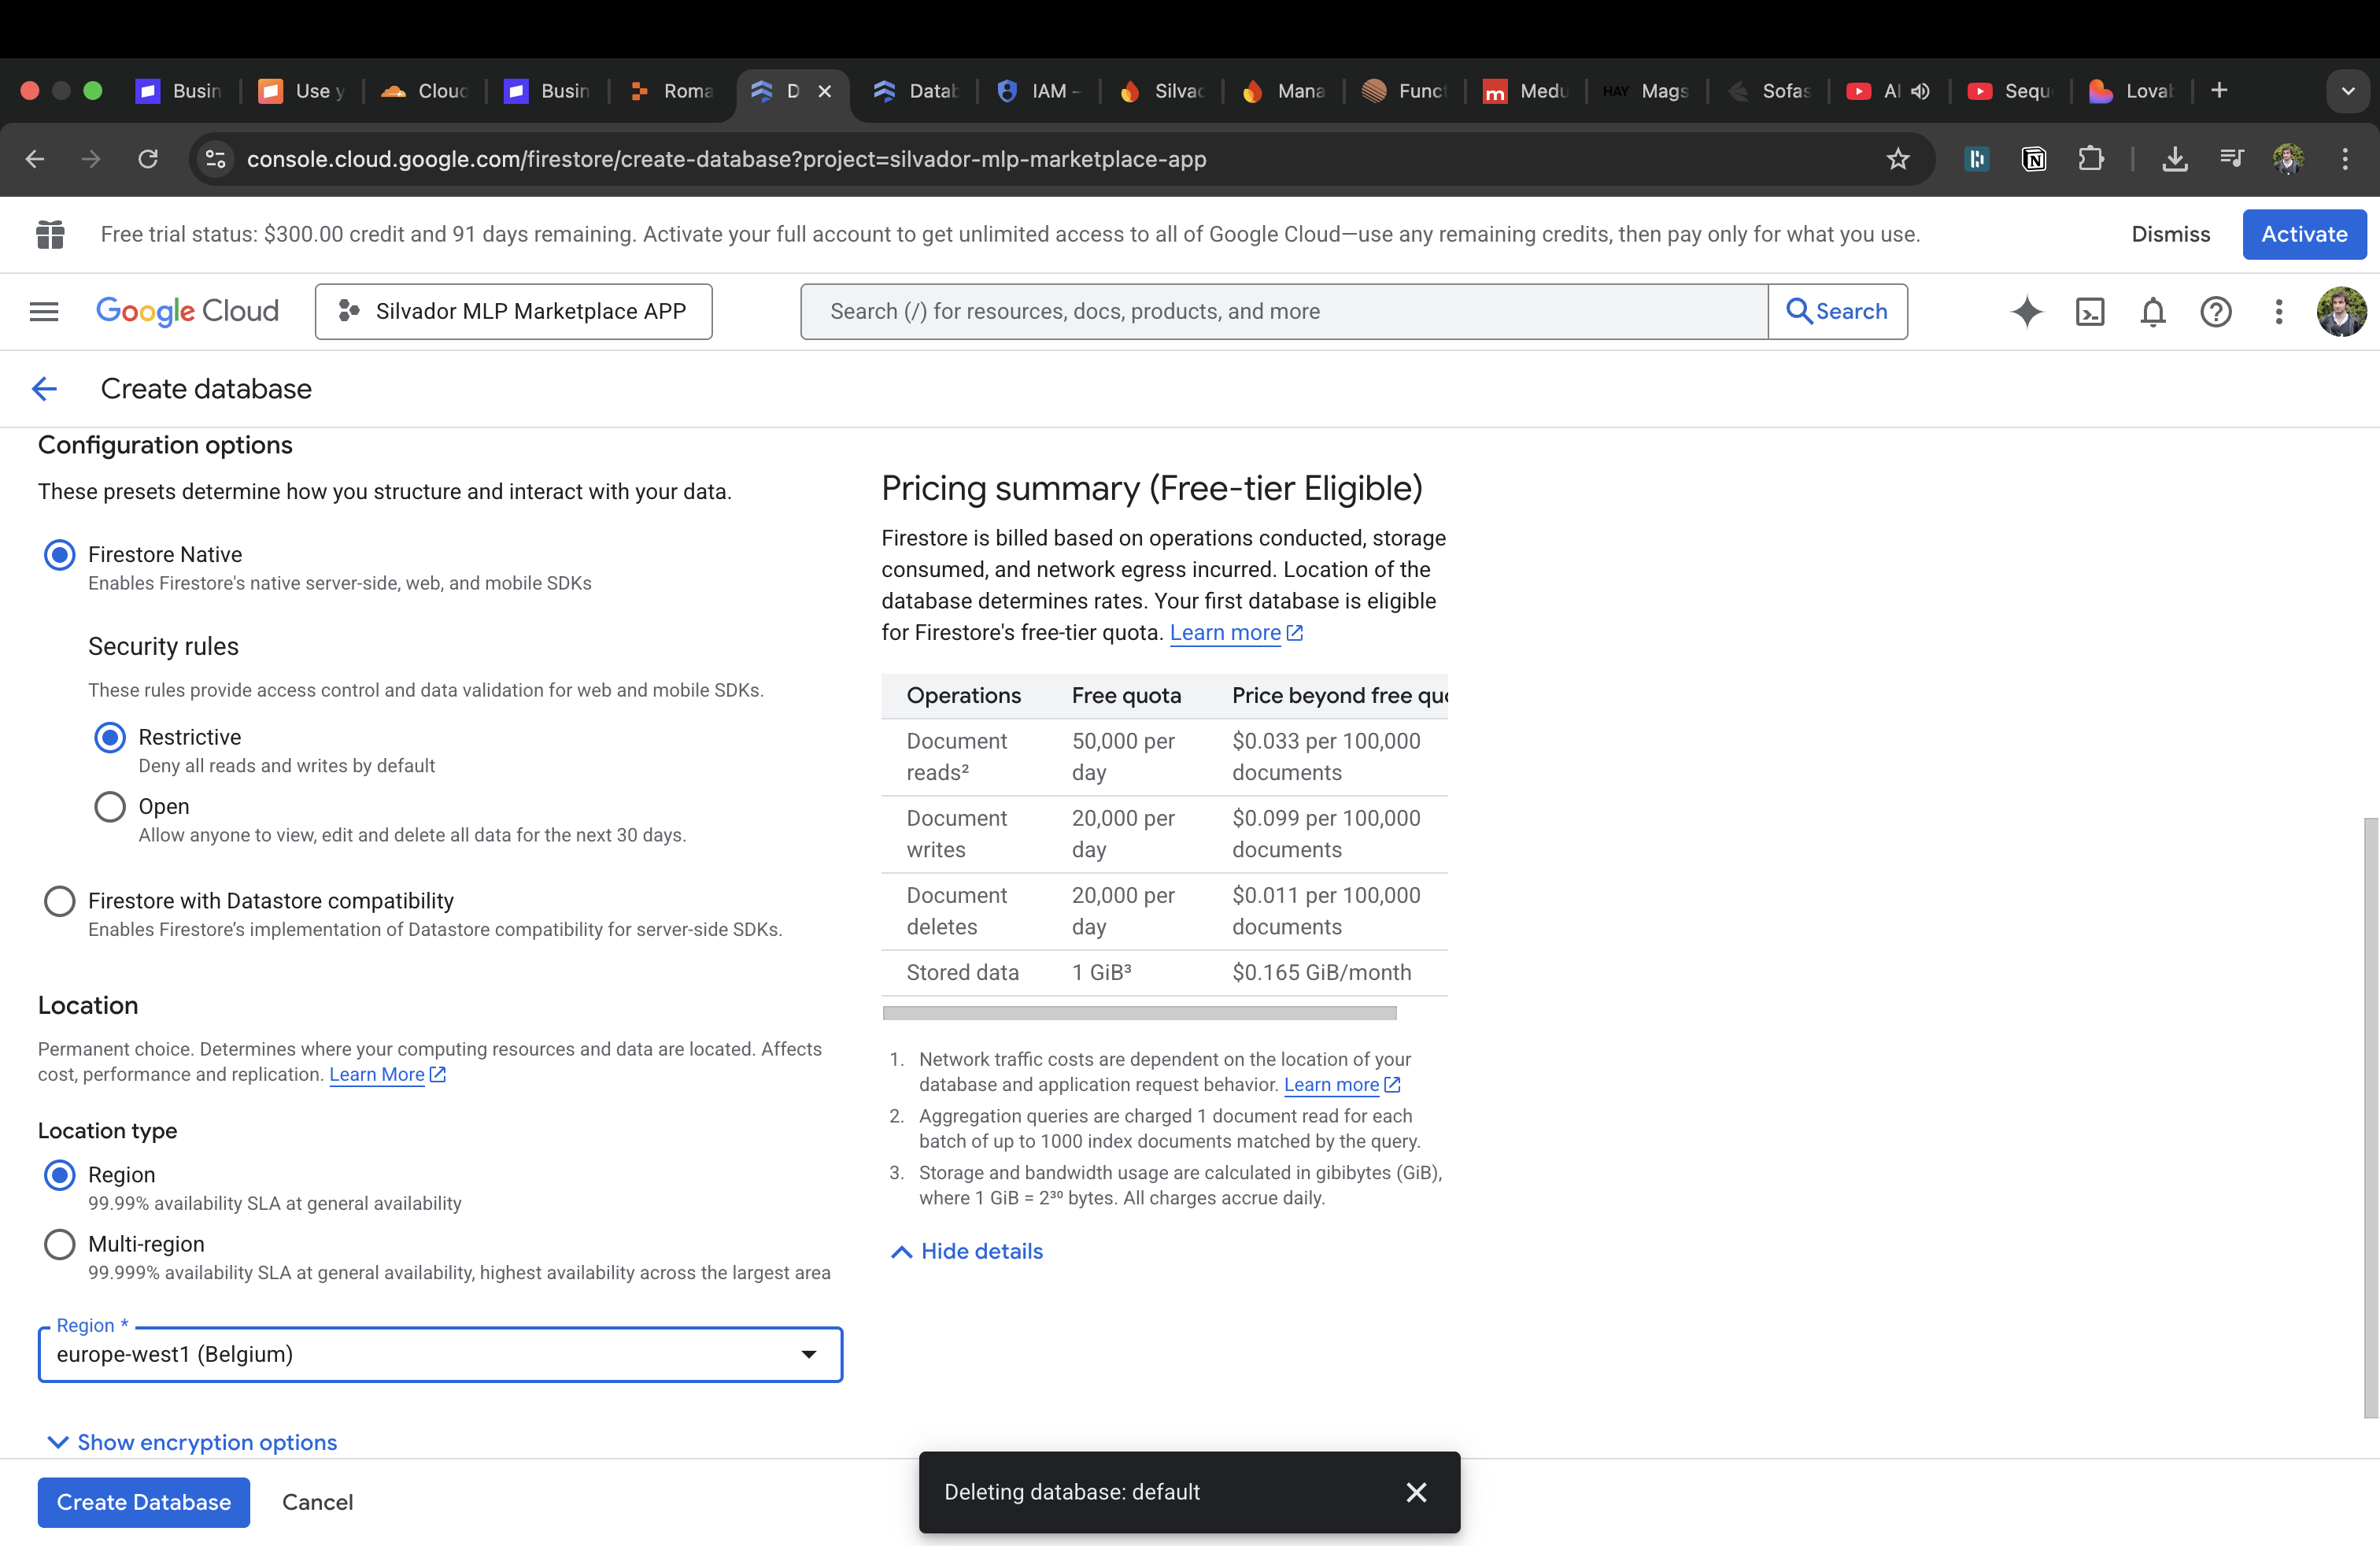 Busin
Use y
Cloud
Busin
Roma
D
Datab
IAM –
Silvad
Mana
Funct
Medu
HAY Mags
Sofas
AI
Sequ
Lovab
console.cloud.google.com/firestore/create-database?project=silvador-mlp-marketplace-app
Free trial status: $300.00 credit and 91 days remaining. Activate your full account to get unlimited access to all of Google Cloud—use any remaining credits, then pay only for what you use.
Dismiss
Activate
Google Cloud
Silvador MLP Marketplace APP
Search (/) for resources, docs, products, and more
Search
Create database
Configuration options
These presets determine how you structure and interact with your data.
Firestore Native
Enables Firestore's native server-side, web, and mobile SDKs
Security rules
These rules provide access control and data validation for web and mobile SDKs.
Restrictive
Deny all reads and writes by default
Open
Allow anyone to view, edit and delete all data for the next 30 days.
Firestore with Datastore compatibility
Enables Firestore’s implementation of Datastore compatibility for server-side SDKs.
Location
Permanent choice. Determines where your computing resources and data are located. Affects
cost, performance and replication. Learn More
Location type
Region
99.99% availability SLA at general availability
Multi-region
99.999% availability SLA at general availability, highest availability across the largest area
Region *
europe-west1 (Belgium)
Show encryption options
Create Database
Cancel
Pricing summary (Free-tier Eligible)
Firestore is billed based on operations conducted, storage
consumed, and network egress incurred. Location of the
database determines rates. Your first database is eligible
for Firestore's free-tier quota. Learn more
Operations Free quota Price beyond free quo
Document reads² 50,000 per day $0.033 per 100,000 documents
Document writes 20,000 per day $0.099 per 100,000 documents
Document deletes 20,000 per day $0.011 per 100,000 documents
Stored data 1 GiB³ $0.165 GiB/month
1. Network traffic costs are dependent on the location of your
database and application request behavior. Learn more
2. Aggregation queries are charged 1 document read for each
batch of up to 1000 index documents matched by the query.
3. Storage and bandwidth usage are calculated in gibibytes (GiB),
where 1 GiB = 2³⁰ bytes. All charges accrue daily.
Hide details
Deleting database: default